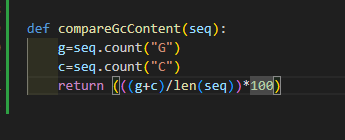 def compareGcContent(seq):
    g=seq.count("G")
    c=seq.count("C")
    return (((g+c)/len(seq))*100)